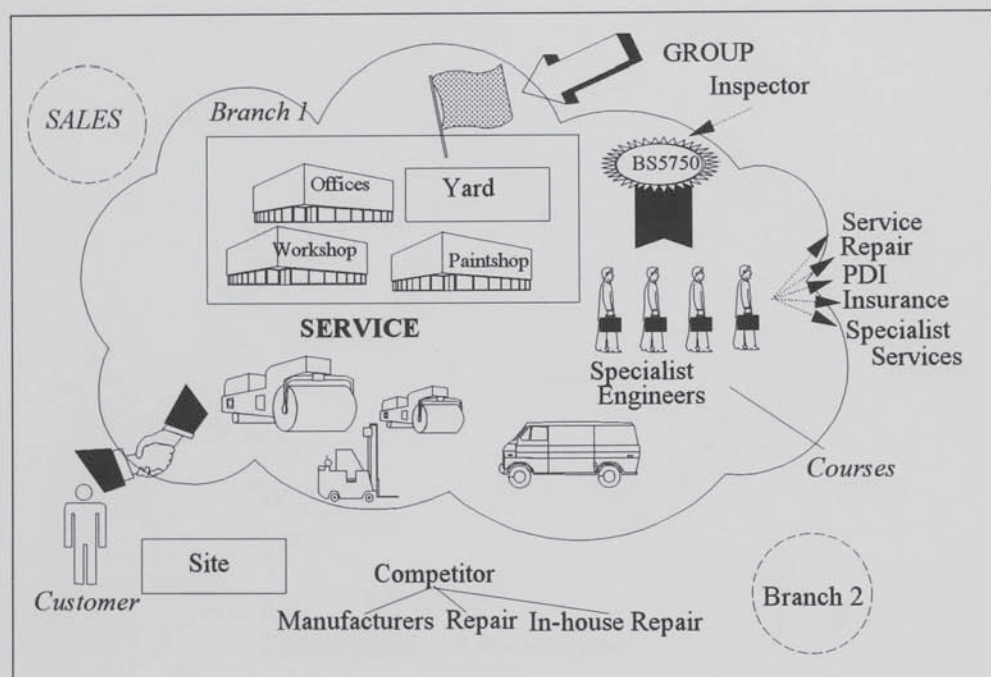 GROUP
Inspector
SALES
Branch 1
BS5750
Offices
Yard
Workshop
Paintshop
SERVICE
Service
Repair
PDI
Insurance
Specialist
Services
Specialist
Engineers
Courses
Customer
Site
Competitor
Manufacturers Repair In-house Repair
Branch 2